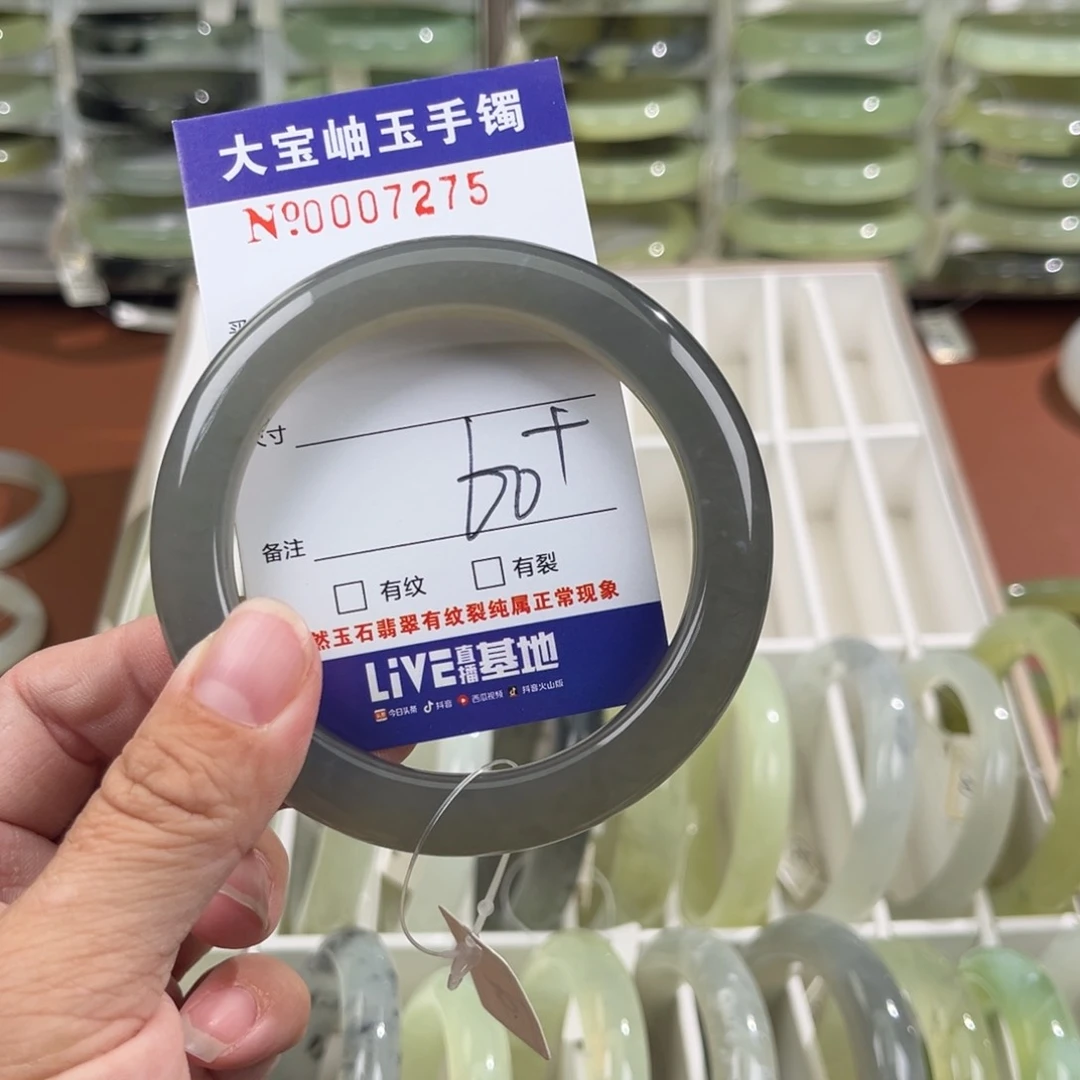 大宝岫玉手镯
No.0007275
寸
备注
□ 有纹 □ 有裂
然玉石翡翠有纹裂纯属正常现象
LiVE直播基地
今日头条 抖音 西瓜视频 抖音火山版